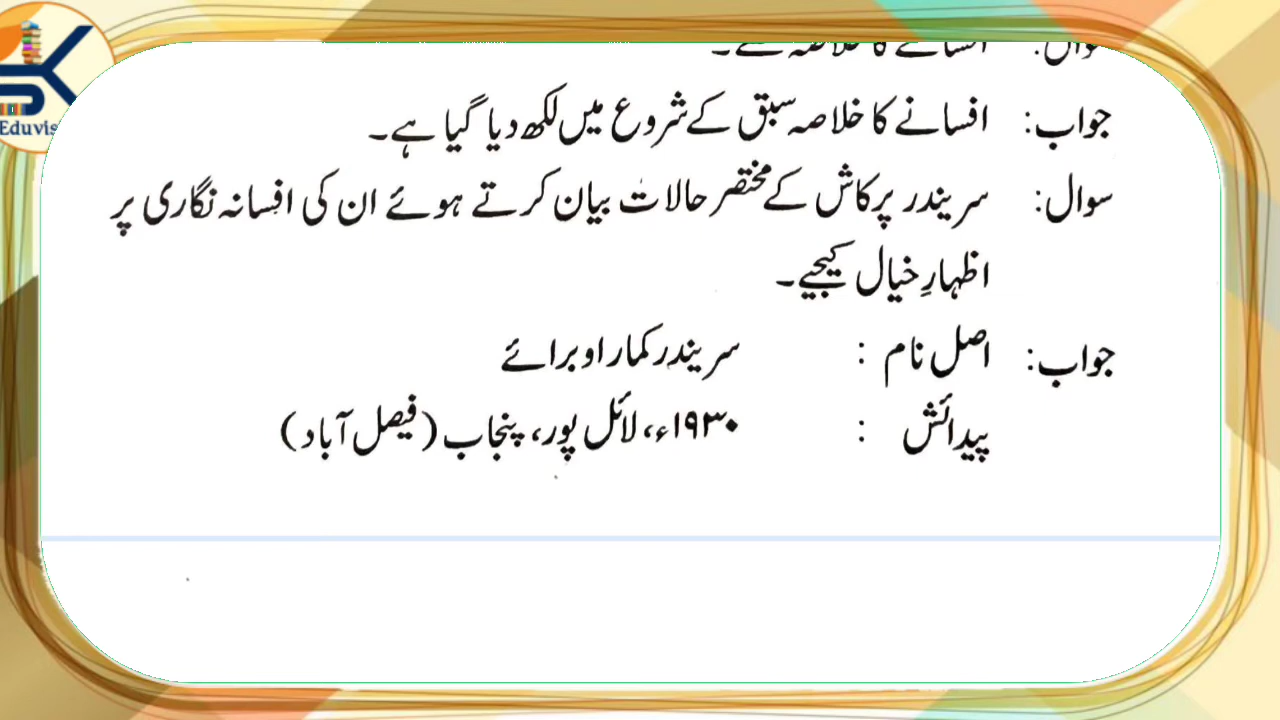 جواب: افسانے کا خلاصہ سبق کے شروع میں لکھ دیا گیا ہے۔
سوال: سریندر پرکاش کے مختصر حالات بیان کرتے ہوئے ان کی افسانہ نگاری پر
اظہارِ خیال کیجیے۔
جواب: اصل نام : سریندر کمار اوبرائے
پیدائش : ۱۹۳۰ء، لائل پور، پنجاب (فیصل آباد)